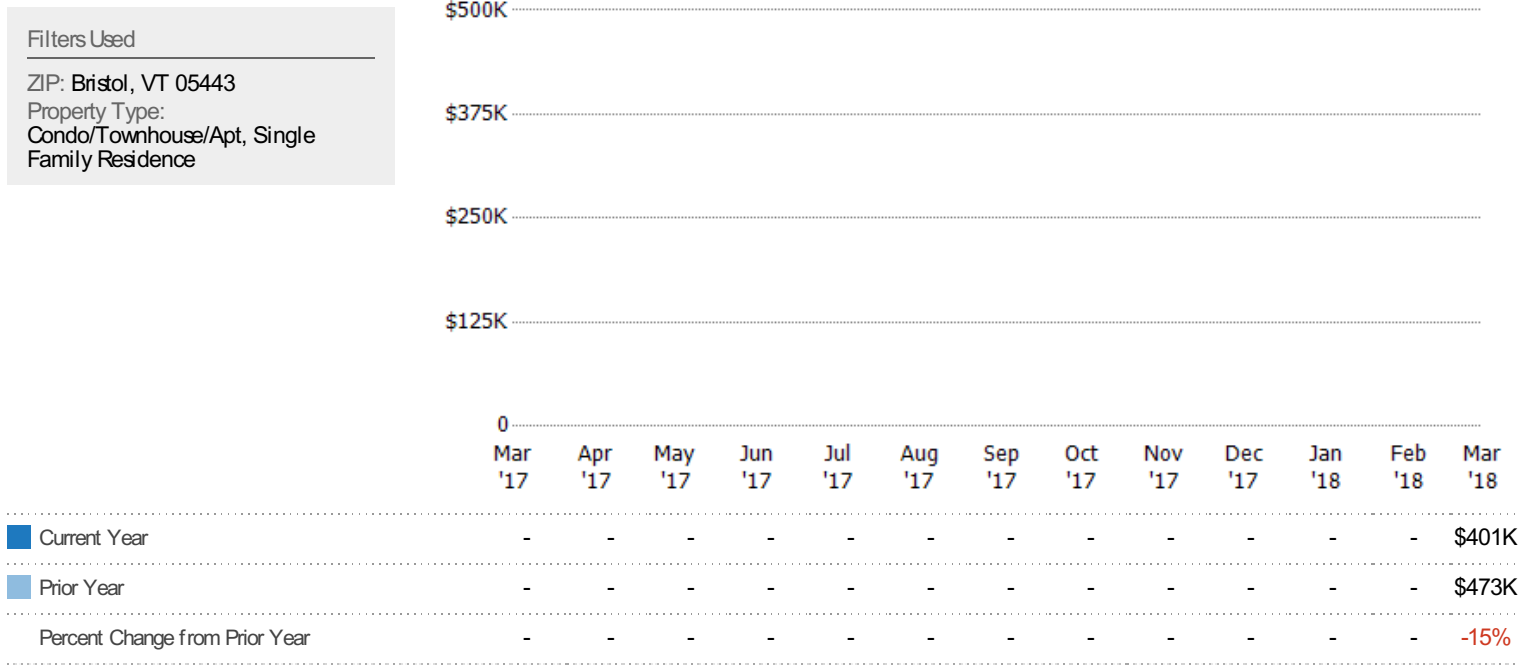 Filters Used
ZIP: Bristol, VT 05443
Property Type:
Condo/Townhouse/Apt, Single
Family Residence
$500K
$375K
$250K
$125K
0
Mar Apr May Jun Jul Aug Sep Oct Nov Dec Jan Feb Mar
'17 '17 '17 '17 '17 '17 '17 '17 '17 '17 '18 '18 '18
Current Year - - - - - - - - - - - - $401K
Prior Year - - - - - - - - - - - - $473K
Percent Change from Prior Year - - - - - - - - - - - - -15%